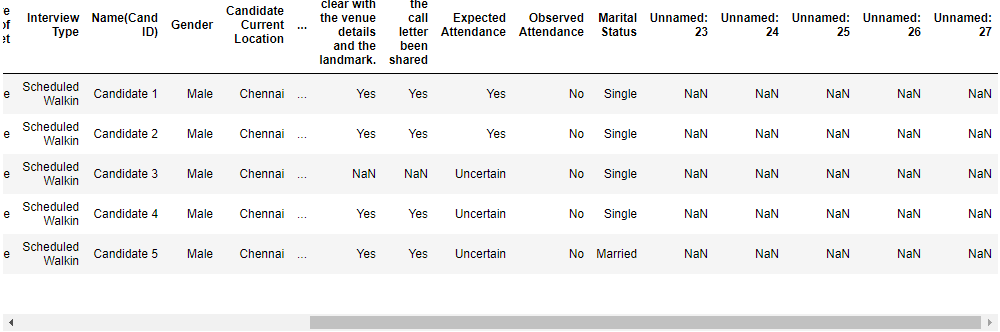 re Interview Name(Cand Gender Candidate ... clear with the Expected Observed Marital Unnamed: Unnamed: Unnamed: Unnamed: Unnamed:
of Type ID) Current the venue call Attendance Attendance Status 23 24 25 26 27
et Location details letter
and the been
landmark. shared
e Scheduled Walkin Candidate 1 Male Chennai ... Yes Yes Yes No Single NaN NaN NaN NaN NaN
e Scheduled Walkin Candidate 2 Male Chennai ... Yes Yes Yes No Single NaN NaN NaN NaN NaN
e Scheduled Walkin Candidate 3 Male Chennai ... NaN NaN Uncertain No Single NaN NaN NaN NaN NaN
e Scheduled Walkin Candidate 4 Male Chennai ... Yes Yes Uncertain No Single NaN NaN NaN NaN NaN
e Scheduled Walkin Candidate 5 Male Chennai ... Yes Yes Uncertain No Married NaN NaN NaN NaN NaN